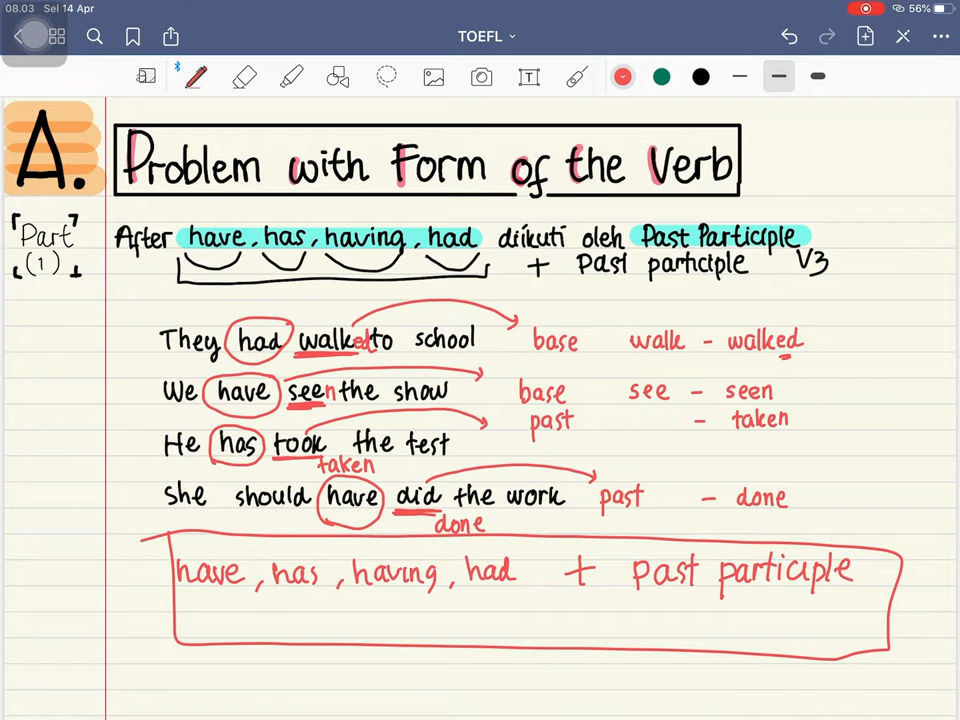 08.03 Sel 14 Apr
56%
TOEFL
T
A.
Problem with Form of the Verb
「Part」
(1)
After have, has, having, had diikuti oleh Past Participle
+ Past participle V3
They had walked to school base walk - walked
We have seen the show base see - seen
past - taken
He has took the test
taken
She should have did the work past - done
done
have, has, having, had + past participle